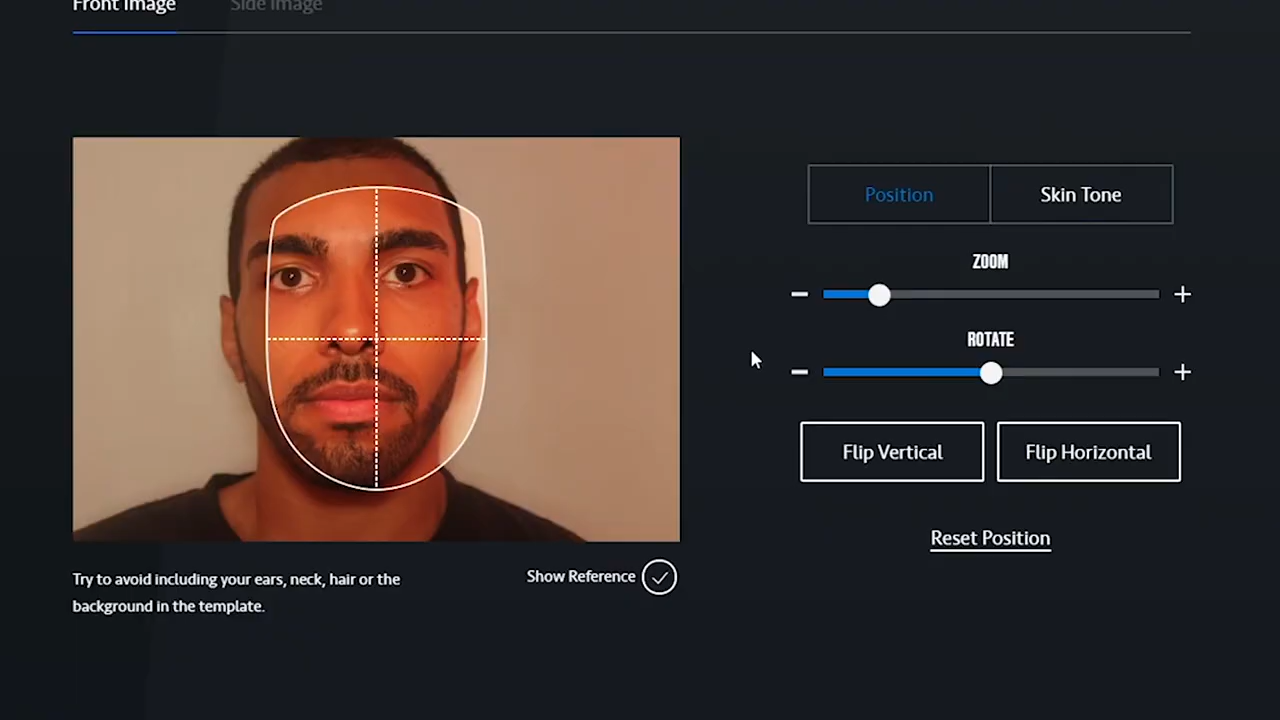 Front Image
Side Image
Position
Skin Tone
ZOOM
ROTATE
Flip Vertical
Flip Horizontal
Reset Position
Show Reference
Try to avoid including your ears, neck, hair or the
background in the template.